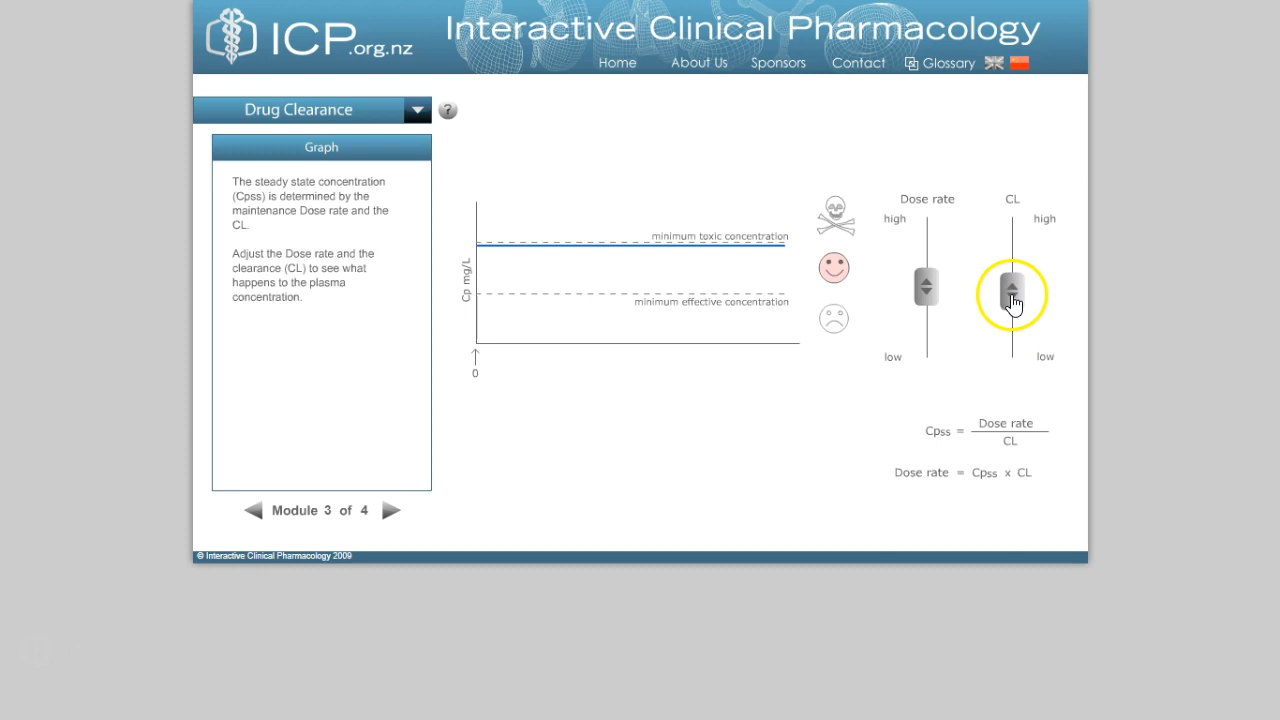 ICP.org.nz
Interactive Clinical Pharmacology
Home About Us Sponsors Contact Glossary
Drug Clearance
?
Graph
The steady state concentration
(Cpss) is determined by the
maintenance Dose rate and the
CL.
Adjust the Dose rate and the
clearance (CL) to see what
happens to the plasma
concentration.
Module 3 of 4
Cp mg/L
minimum toxic concentration
minimum effective concentration
0
Dose rate
high
low
CL
high
low
Cpss = Dose rate
CL
Dose rate = Cpss x CL
© Interactive Clinical Pharmacology 2009